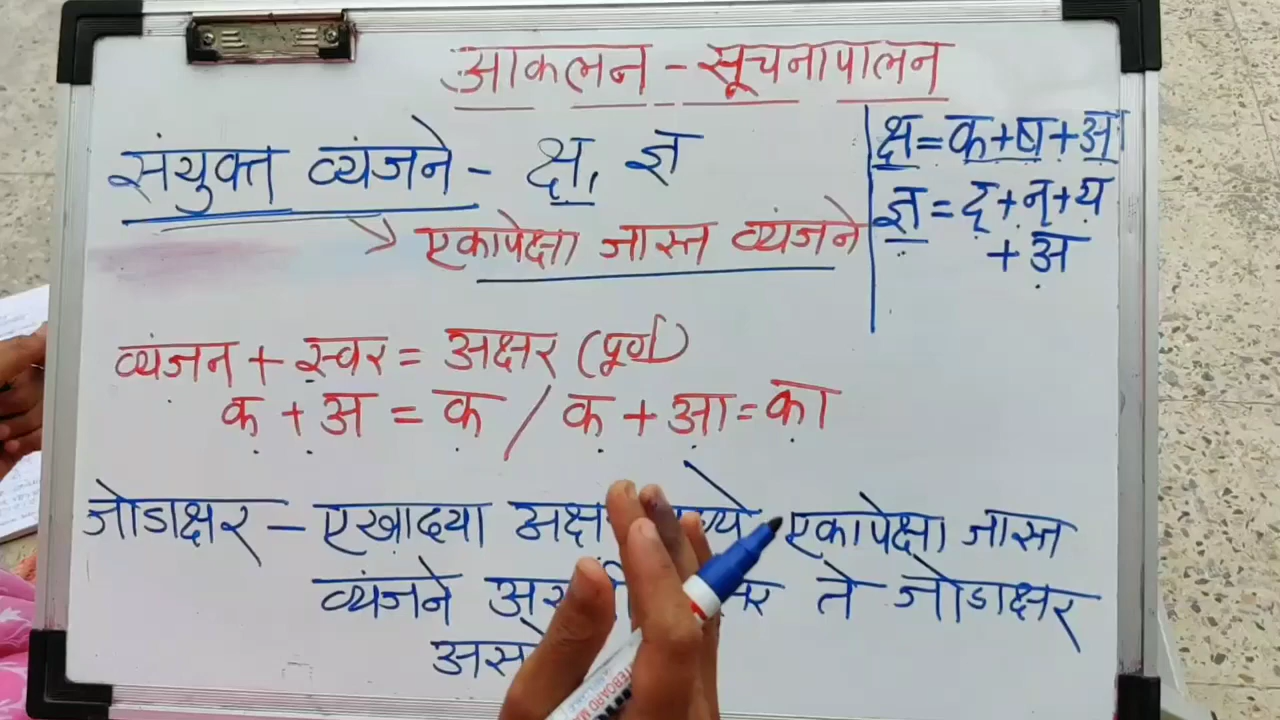 आकलन - सूचनापालन
संयुक्त व्यंजने - क्ष, ज्ञ
एकापेक्षा जास्त व्यंजने
क्ष = क + ष + अ
ज्ञ = द् + न् + य
+ अ
व्यंजन + स्वर = अक्षर (पूर्ण)
क + अ = क / क + आ = का
जोडाक्षर - एखादया एकापेक्षा जास्त
व्यंजने ते जोडाक्षर